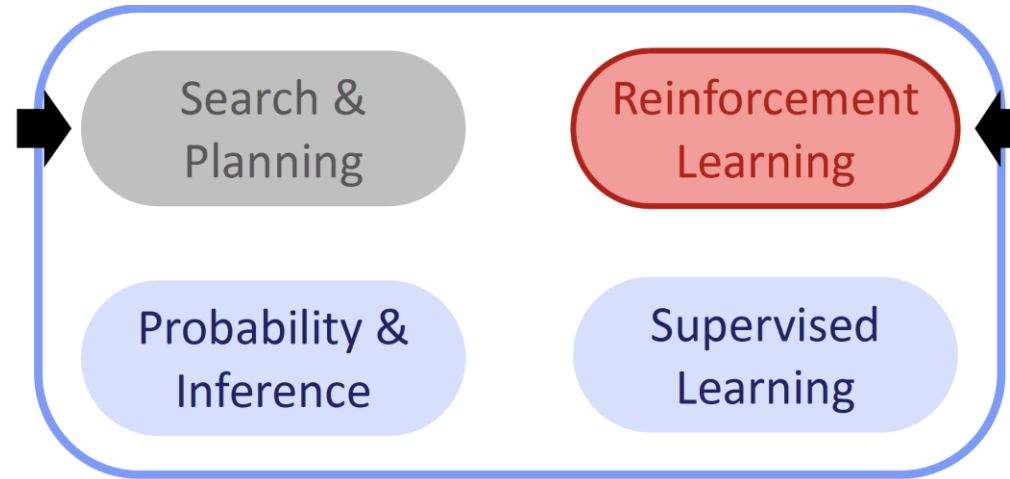 Search &
Planning
Reinforcement
Learning
Probability &
Inference
Supervised
Learning